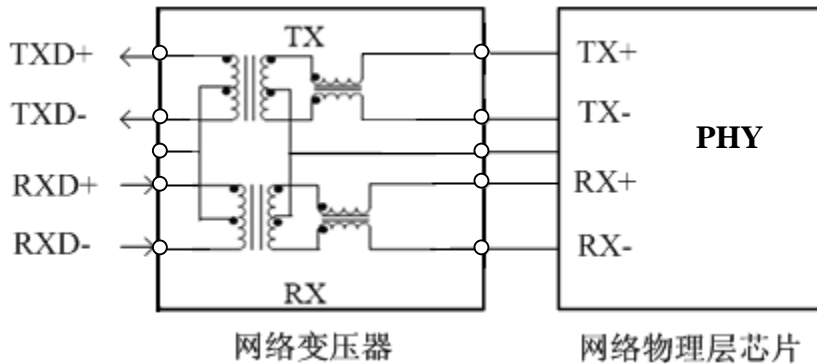 TXD+
TX
TX+
TXD-
TX-
PHY
RXD+
RX+
RXD-
RX-
RX
网络变压器
网络物理层芯片